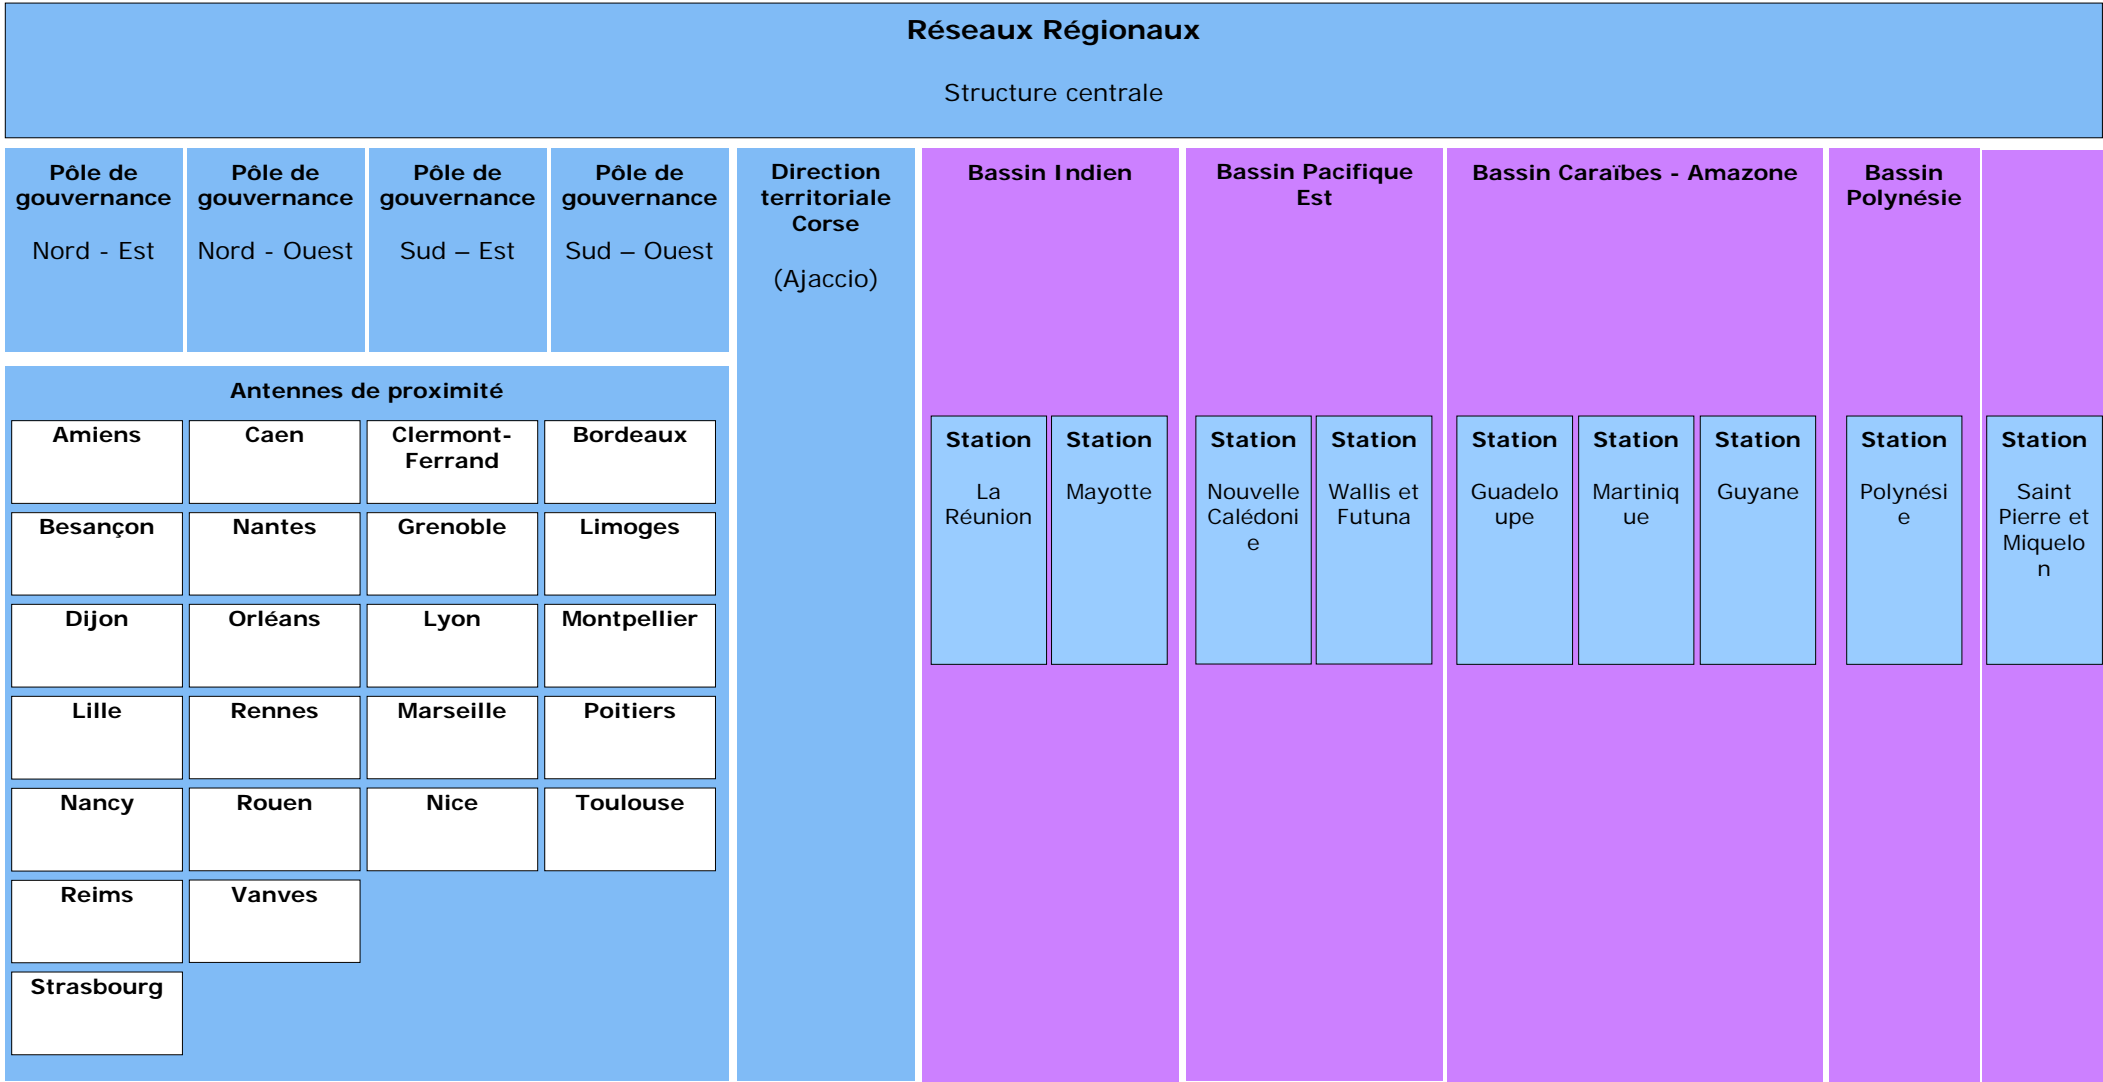 Réseaux Régionaux
Structure centrale
Pôle de
gouvernance
Nord - Est
Pôle de
gouvernance
Nord - Ouest
Pôle de
gouvernance
Sud – Est
Pôle de
gouvernance
Sud – Ouest
Direction
territoriale
Corse
(Ajaccio)
Bassin Indien
Bassin Pacifique
Est
Bassin Caraïbes - Amazone
Bassin
Polynésie
Antennes de proximité
Amiens
Caen
Clermont-
Ferrand
Bordeaux
Besançon
Nantes
Grenoble
Limoges
Dijon
Orléans
Lyon
Montpellier
Lille
Rennes
Marseille
Poitiers
Nancy
Rouen
Nice
Toulouse
Reims
Vanves
Strasbourg
Station
La
Réunion
Station
Mayotte
Station
Nouvelle
Calédoni
e
Station
Wallis et
Futuna
Station
Guadelo
upe
Station
Martiniq
ue
Station
Guyane
Station
Polynési
e
Station
Saint
Pierre et
Miquelo
n